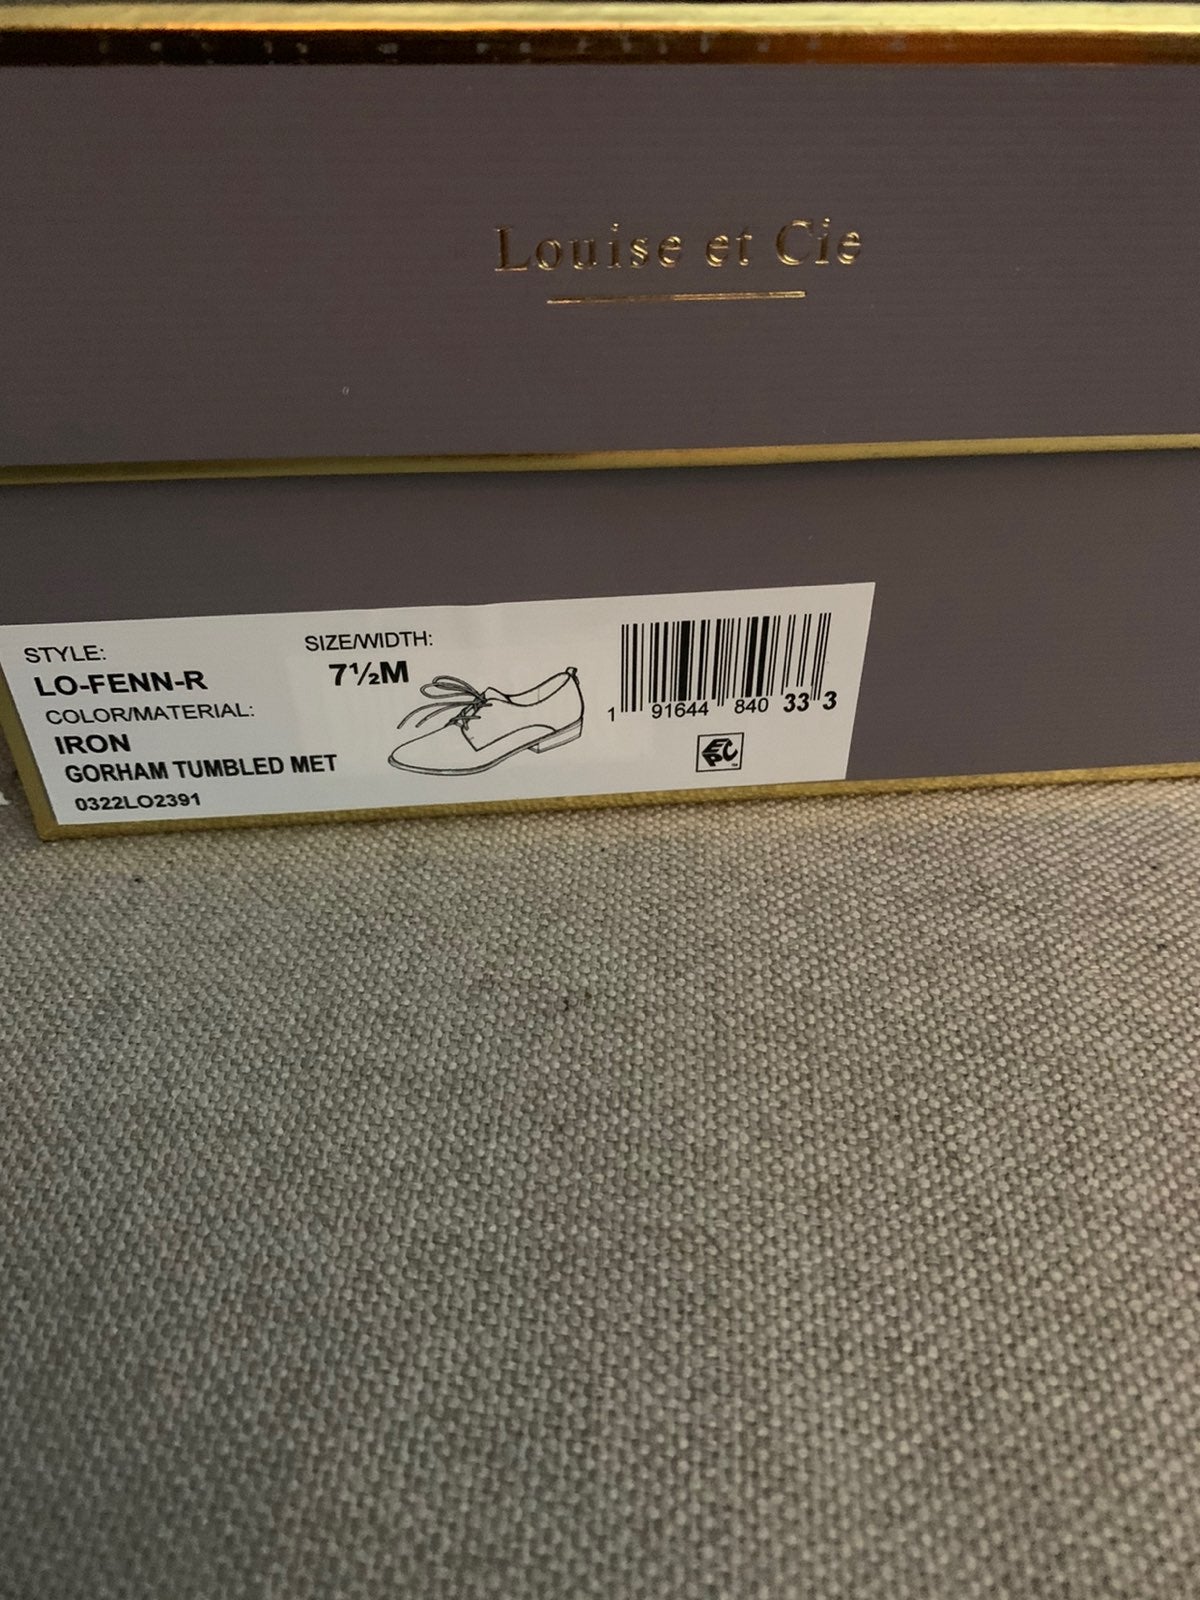 Louise et Cie
STYLE:
LO-FENN-R
SIZE/WIDTH:
7½M
COLOR/MATERIAL:
IRON
GORHAM TUMBLED MET
0322LO2391
1 91644 840 33 3
EPC